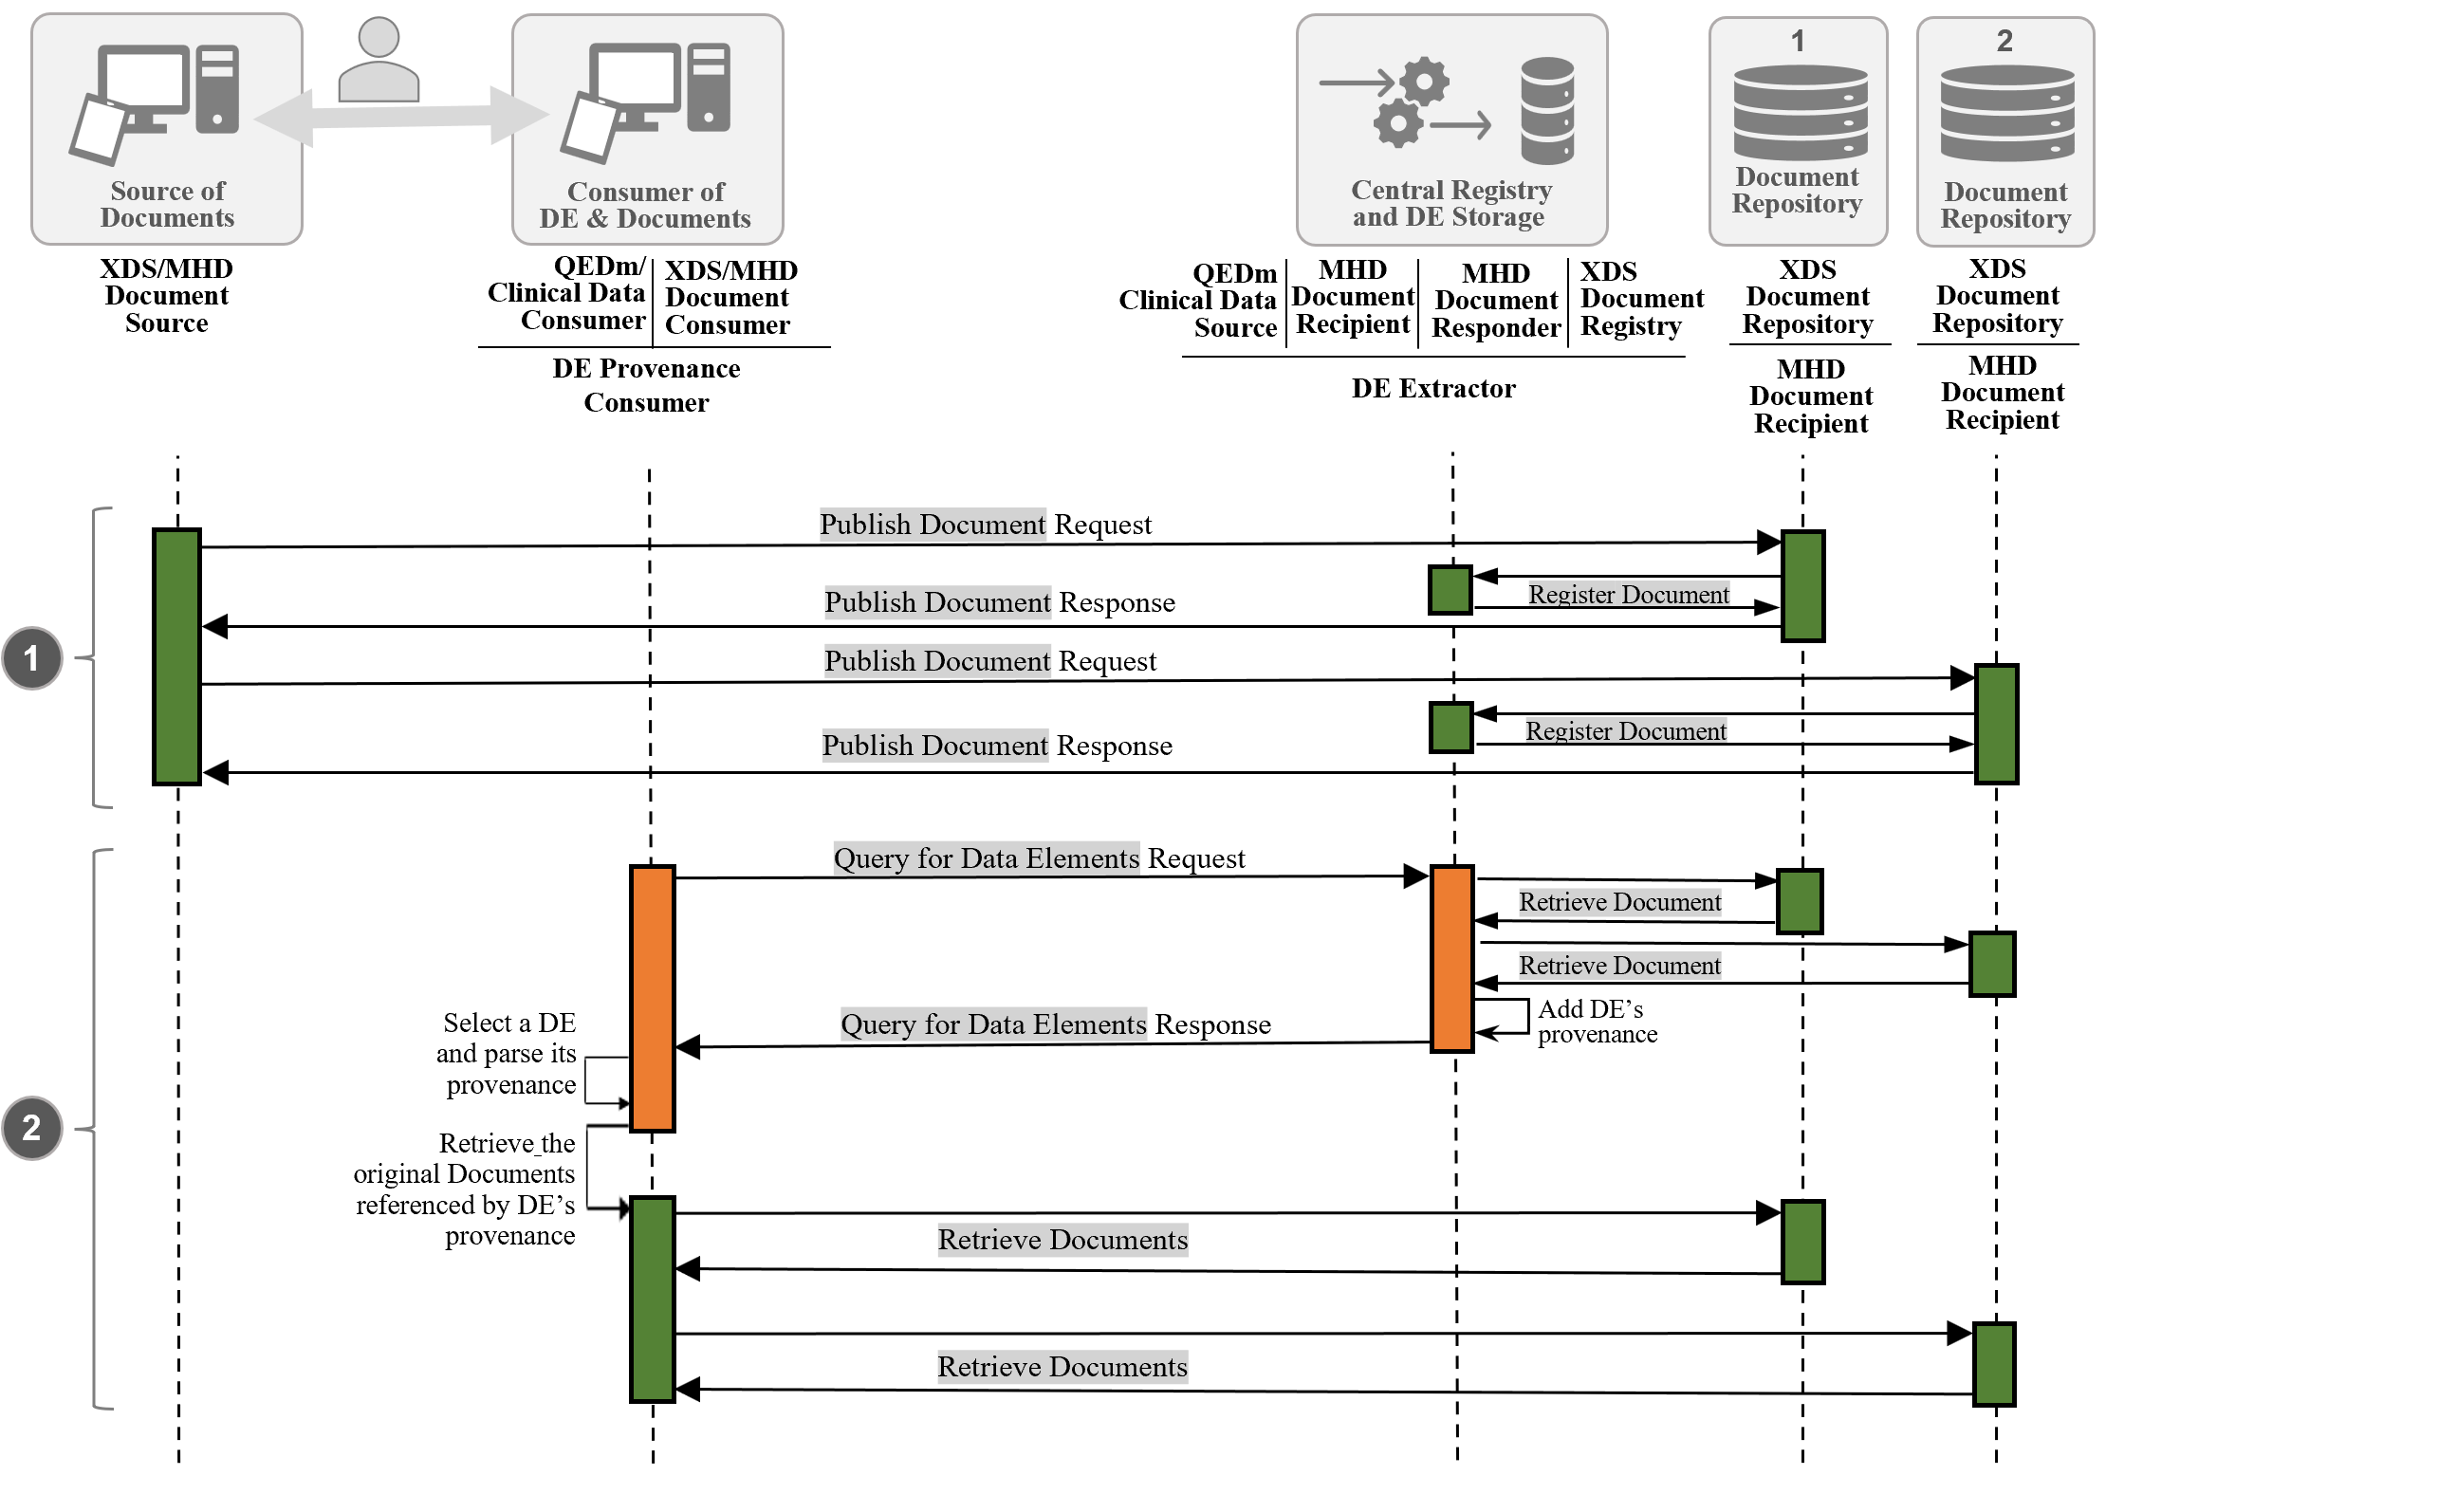 Source of
Documents
Consumer of
DE & Documents
Central Registry
and DE Storage
1
Document
Repository
2
Document
Repository
XDS/MHD
Document
Source
QEDm/
Clinical Data
Consumer
XDS/MHD
Document
Consumer
DE Provenance
Consumer
QEDm
Clinical Data
Source
MHD
Document
Recipient
MHD
Document
Responder
XDS
Document
Registry
DE Extractor
XDS
Document
Repository
MHD
Document
Recipient
XDS
Document
Repository
MHD
Document
Recipient
1
Publish Document Request
Register Document
Publish Document Response
Publish Document Request
Register Document
Publish Document Response
2
Query for Data Elements Request
Retrieve Document
Retrieve Document
Add DE’s
provenance
Query for Data Elements Response
Select a DE
and parse its
provenance
Retrieve the
original Documents
referenced by DE’s
provenance
Retrieve Documents
Retrieve Documents